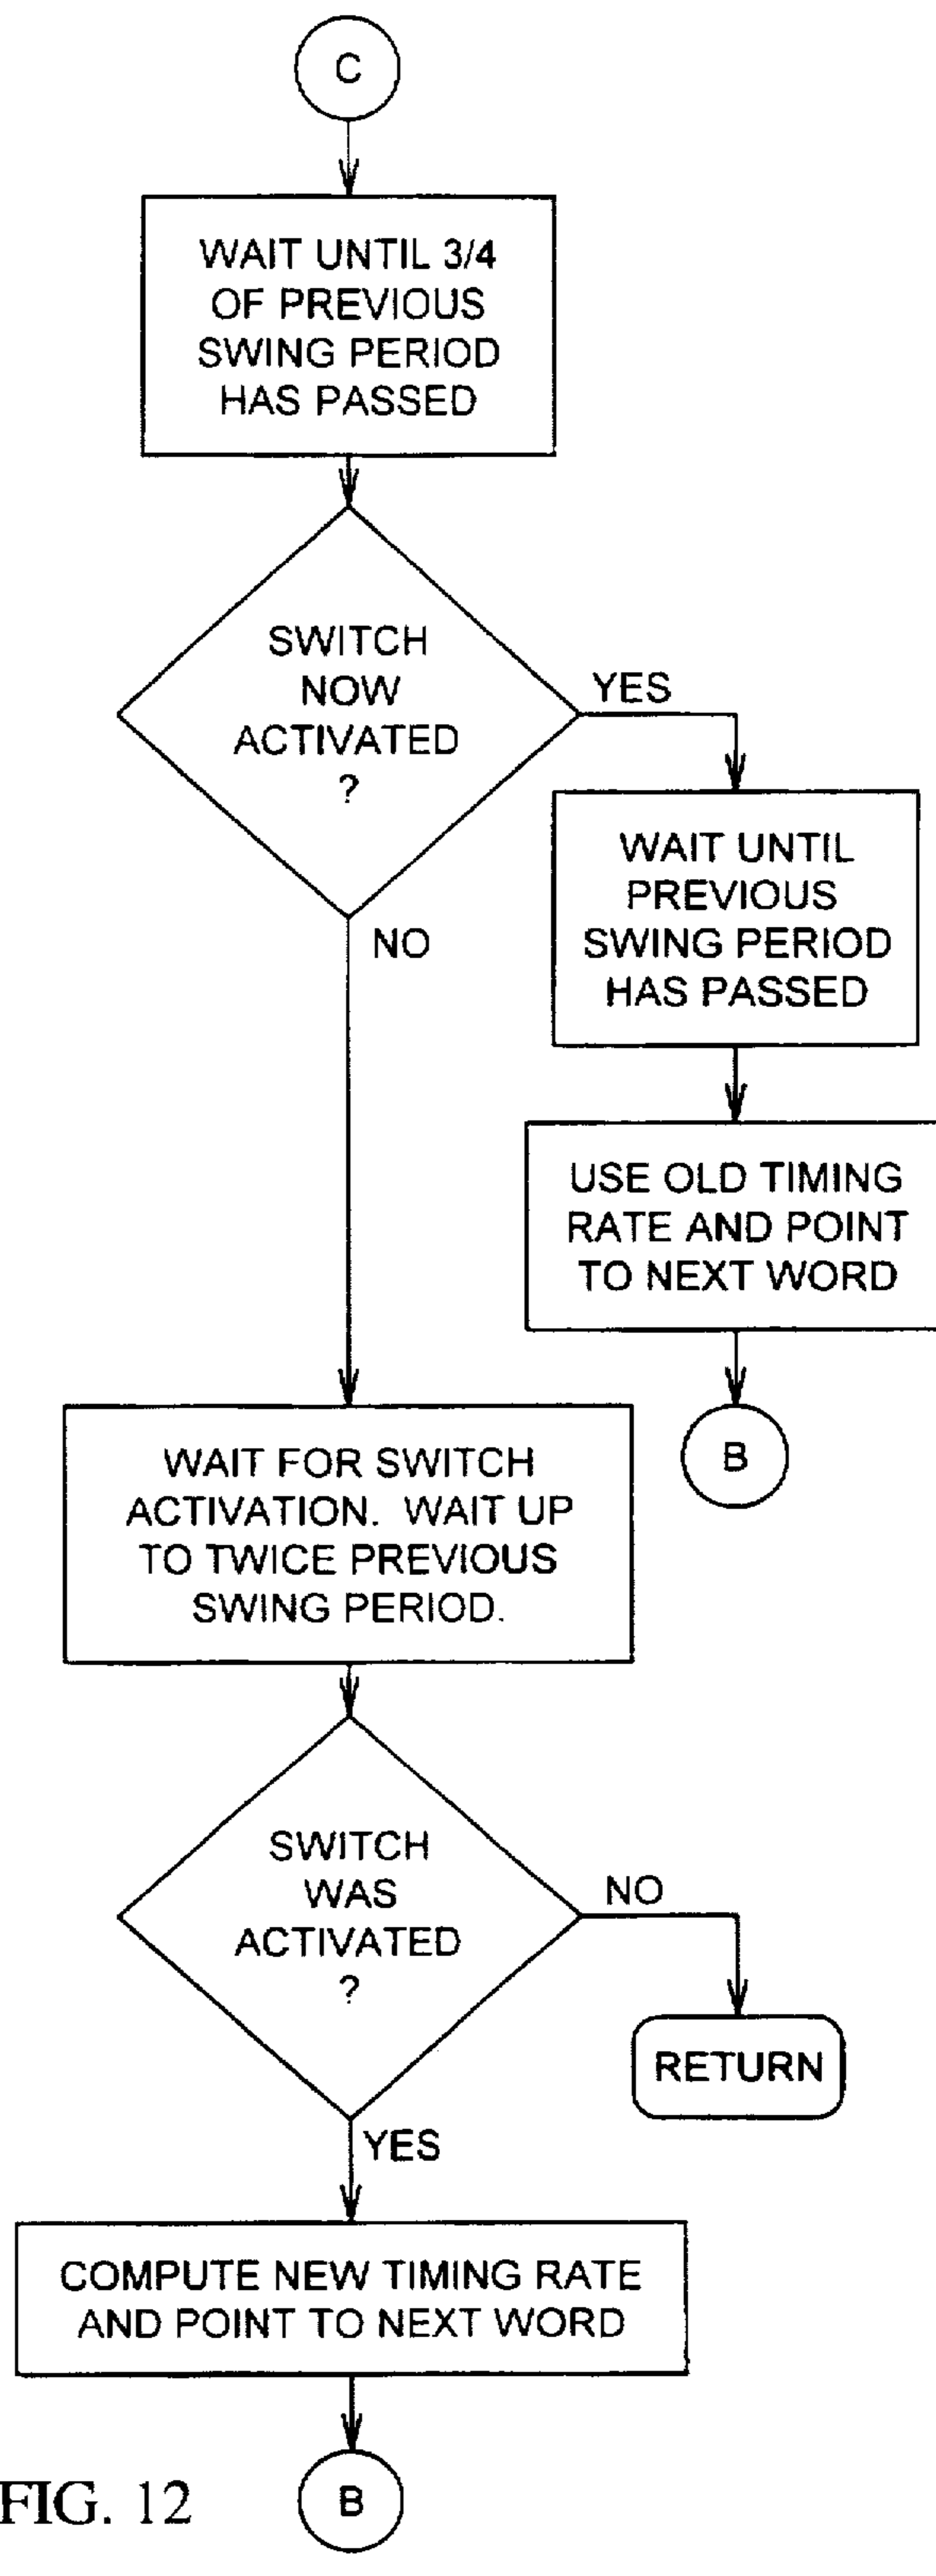 C
WAIT UNTIL 3/4
OF PREVIOUS
SWING PERIOD
HAS PASSED
SWITCH
NOW
ACTIVATED
?
YES
NO
WAIT UNTIL
PREVIOUS
SWING PERIOD
HAS PASSED
USE OLD TIMING
RATE AND POINT
TO NEXT WORD
B
WAIT FOR SWITCH
ACTIVATION. WAIT UP
TO TWICE PREVIOUS
SWING PERIOD.
SWITCH
WAS
ACTIVATED
?
NO
RETURN
YES
COMPUTE NEW TIMING RATE
AND POINT TO NEXT WORD
B
FIG. 12